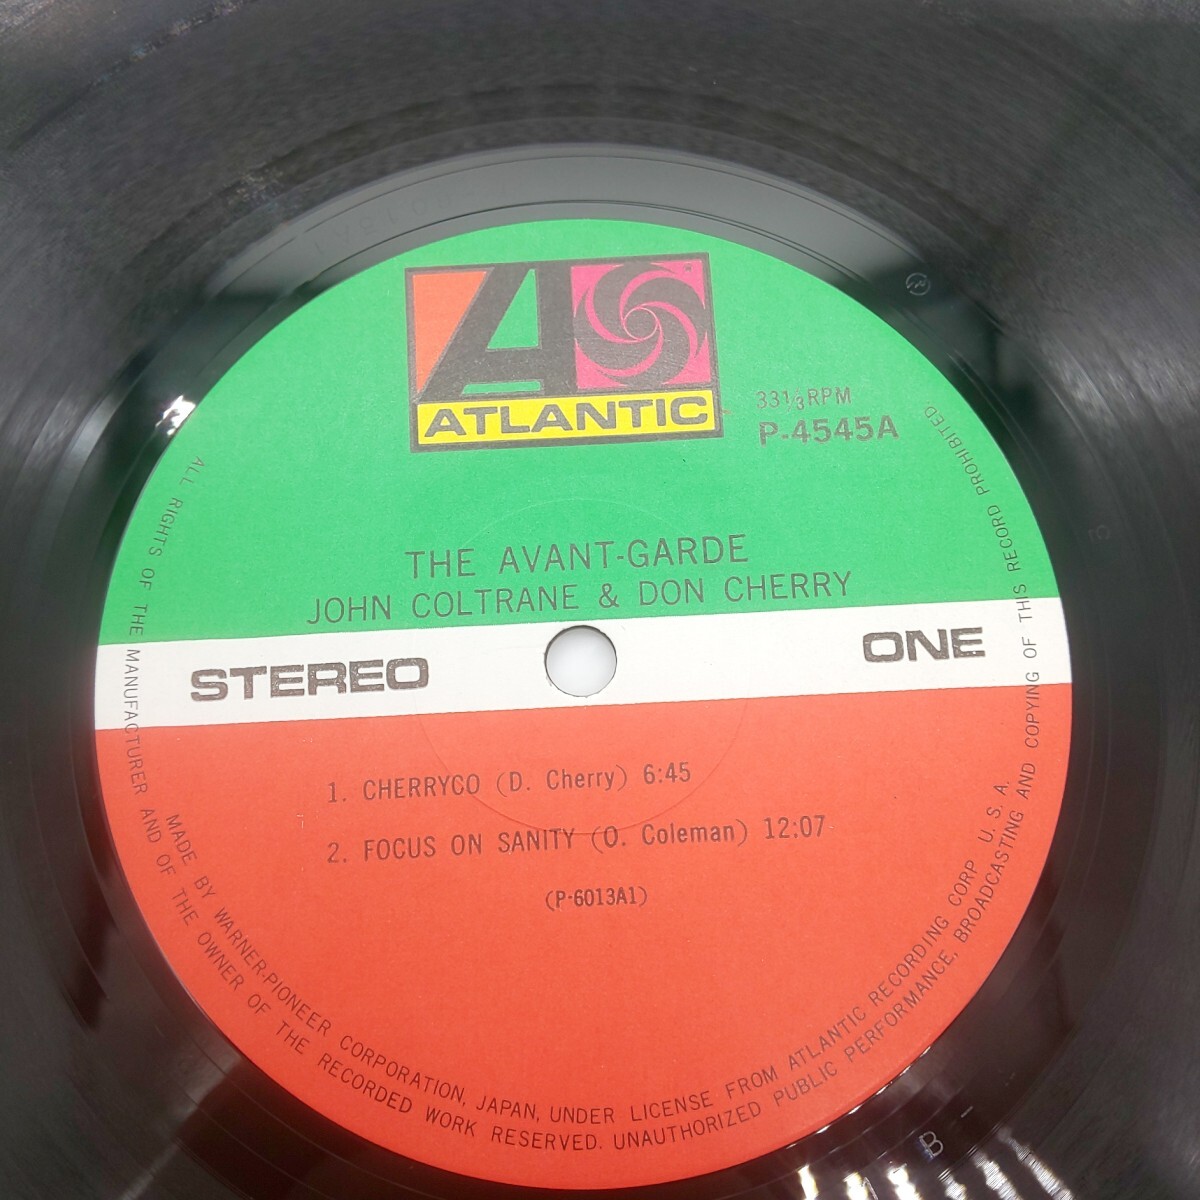 ATLANTIC
33⅓RPM
P-4545A
THE AVANT-GARDE
JOHN COLTRANE & DON CHERRY
STEREO
ONE
1. CHERRYCO (D. Cherry) 6:45
2. FOCUS ON SANITY (O. Coleman) 12:07
(P-6013A1)
ALL RIGHTS OF THE MANUFACTURER AND OF THE OWNER OF THE RECORDED WORK RESERVED. UNAUTHORIZED PUBLIC PERFORMANCE, BROADCASTING AND COPYING OF THIS RECORD PROHIBITED.
MADE BY WARNER-PIONEER CORPORATION, JAPAN, UNDER LICENSE FROM ATLANTIC RECORDING CORP. U. S. A.